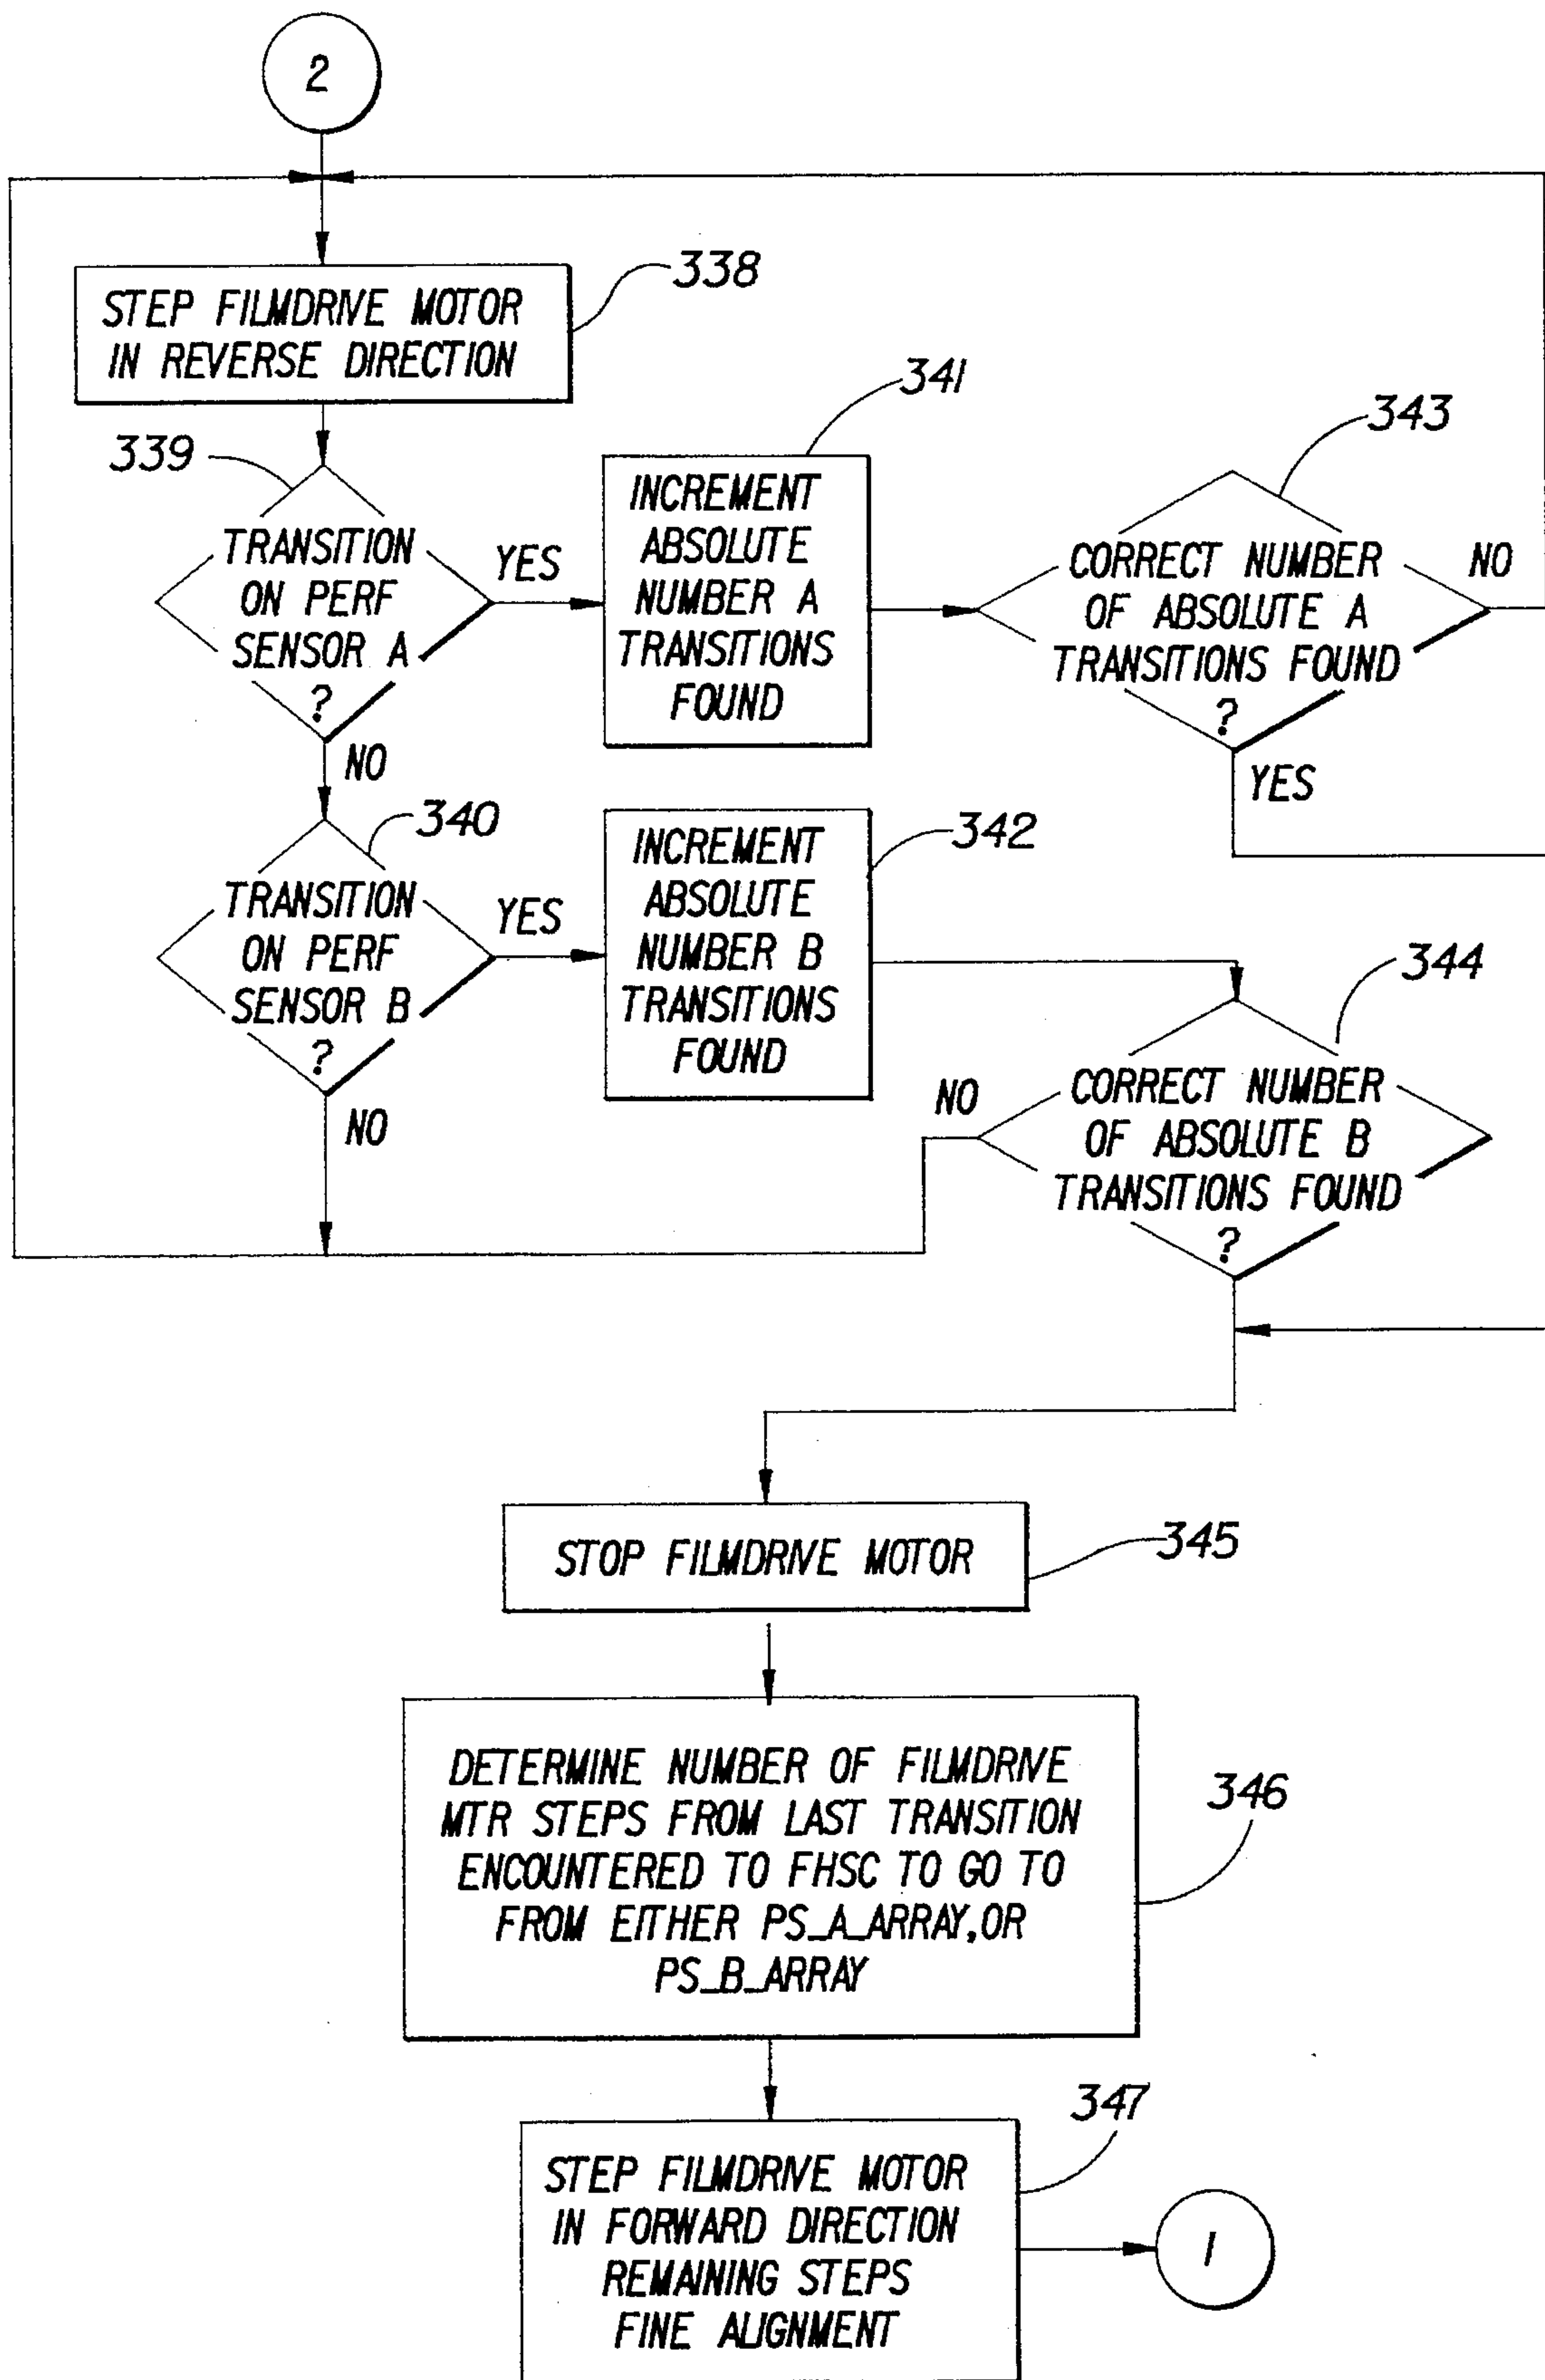 2
338
STEP FILMDRIVE MOTOR
IN REVERSE DIRECTION
339
TRANSITION
ON PERF
SENSOR A
?
YES
NO
341
INCREMENT
ABSOLUTE
NUMBER A
TRANSITIONS
FOUND
343
CORRECT NUMBER
OF ABSOLUTE A
TRANSITIONS FOUND
?
NO
YES
340
TRANSITION
ON PERF
SENSOR B
?
YES
NO
342
INCREMENT
ABSOLUTE
NUMBER B
TRANSITIONS
FOUND
344
CORRECT NUMBER
OF ABSOLUTE B
TRANSITIONS FOUND
?
NO
345
STOP FILMDRIVE MOTOR
346
DETERMINE NUMBER OF FILMDRIVE
MTR STEPS FROM LAST TRANSITION
ENCOUNTERED TO FHSC TO GO TO
FROM EITHER PS_A_ARRAY, OR
PS_B_ARRAY
347
STEP FILMDRIVE MOTOR
IN FORWARD DIRECTION
REMAINING STEPS
FINE ALIGNMENT
1